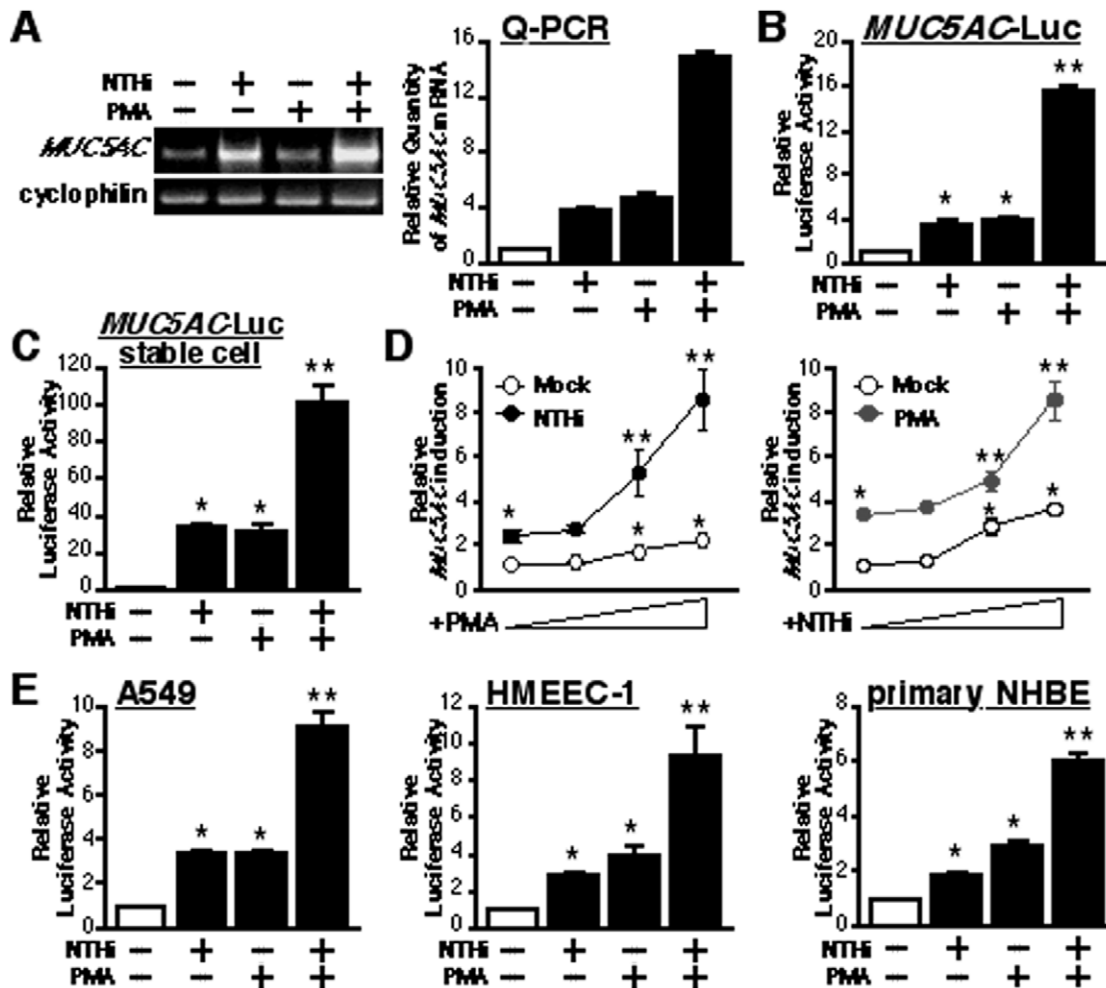 A
NTHi − + − +
PMA − − + +
MUC5AC
cyclophilin
Q-PCR
Relative Quantity
of MUC5AC mRNA
16
12
8
4
0
NTHi − + − +
PMA − − + +
B
MUC5AC-Luc
Relative
Luciferase Activity
20
16
12
8
4
0
* * **
NTHi − + − +
PMA − − + +
C
MUC5AC-Luc
stable cell
Relative
Luciferase Activity
120
100
80
60
40
20
0
* * **
NTHi − + − +
PMA − − + +
D
Relative
MUC5AC induction
10
8
6
4
2
0
Mock
NTHi
* ** **
* *
+PMA
Relative
MUC5AC induction
10
8
6
4
2
0
Mock
PMA
* ** **
* *
+NTHi
E
A549
Relative
Luciferase Activity
10
8
6
4
2
0
* * **
NTHi − + − +
PMA − − + +
HMEEC-1
Relative
Luciferase Activity
12
10
8
6
4
2
0
* * **
NTHi − + − +
PMA − − + +
primary NHBE
Relative
Luciferase Activity
8
6
4
2
0
* * **
NTHi − + − +
PMA − − + +